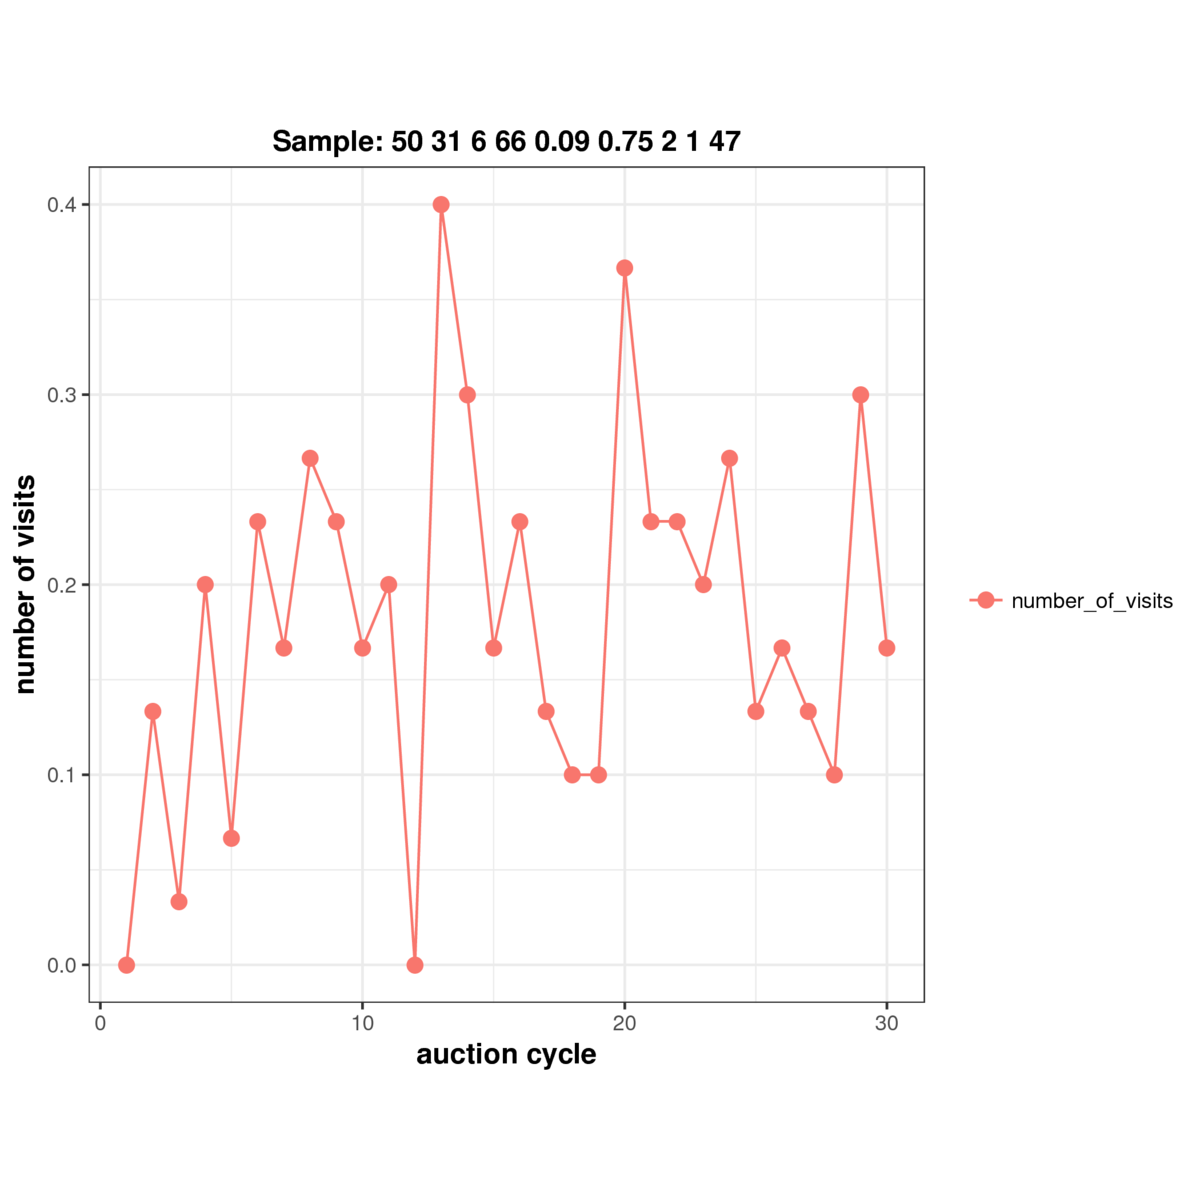 Sample: 50 31 6 66 0.09 0.75 2 1 47
number of visits
0.4
0.3
0.2
0.1
0.0
0 10 20 30
auction cycle
number_of_visits